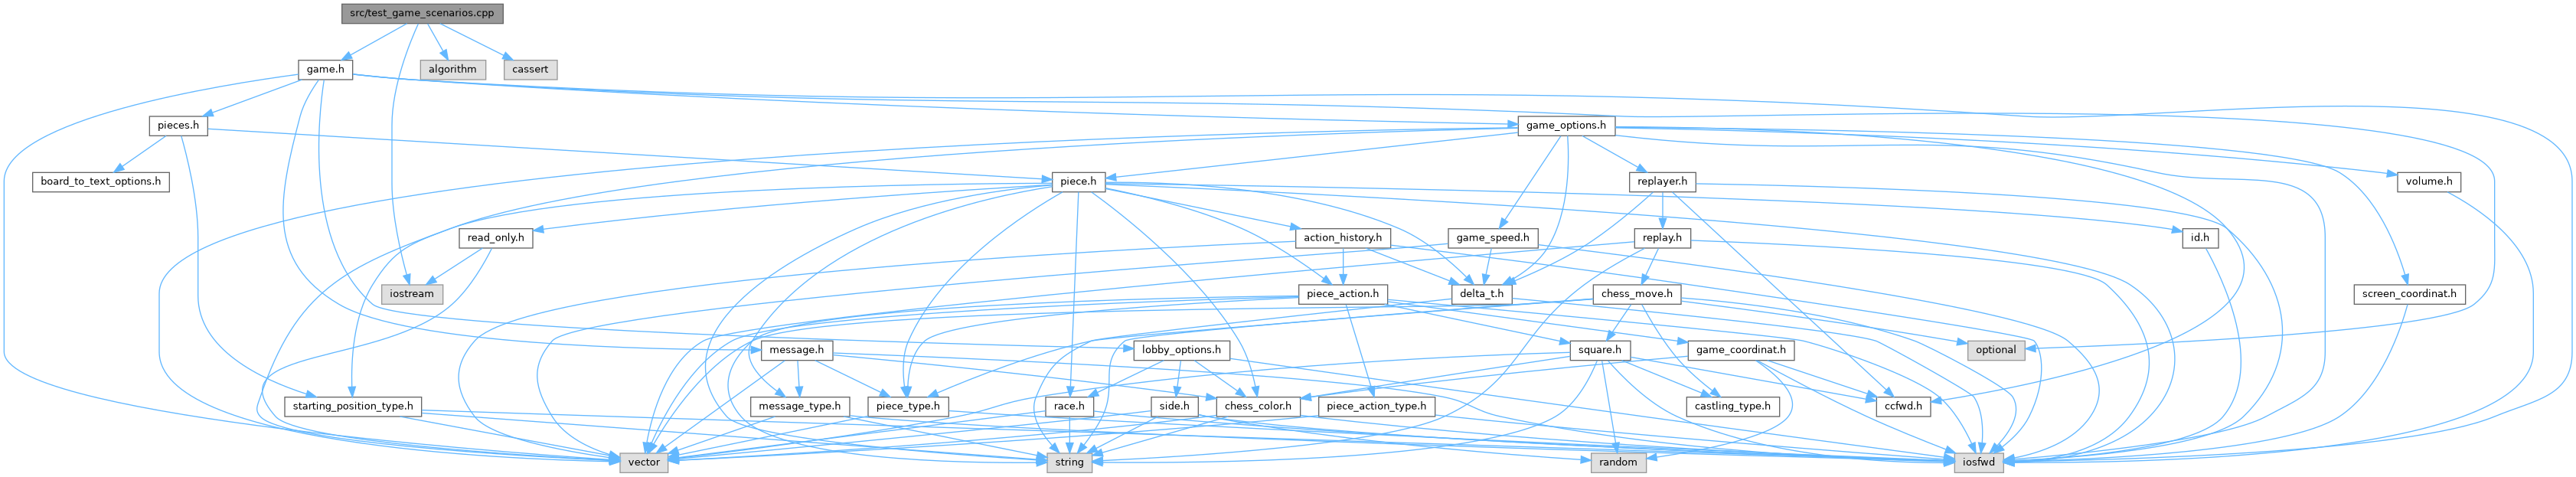 src/test_game_scenarios.cpp
game.h
algorithm
cassert
pieces.h
game_options.h
board_to_text_options.h
piece.h
replayer.h
volume.h
read_only.h
action_history.h
game_speed.h
replay.h
id.h
iostream
piece_action.h
delta_t.h
chess_move.h
screen_coordinat.h
message.h
lobby_options.h
square.h
game_coordinat.h
optional
starting_position_type.h
message_type.h
piece_type.h
race.h
side.h
chess_color.h
piece_action_type.h
castling_type.h
ccfwd.h
vector
string
random
iosfwd